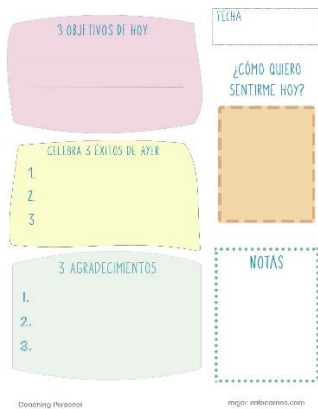 3 OBJETIVOS DE HOY
FECHA
¿CÓMO QUIERO
SENTIRME HOY?
CELEBRA 3 ÉXITOS DE AYER
1.
2.
3
3 AGRADECIMIENTOS
1.
2.
3.
NOTAS
Coaching Personal
mejor-enfocarnos.com